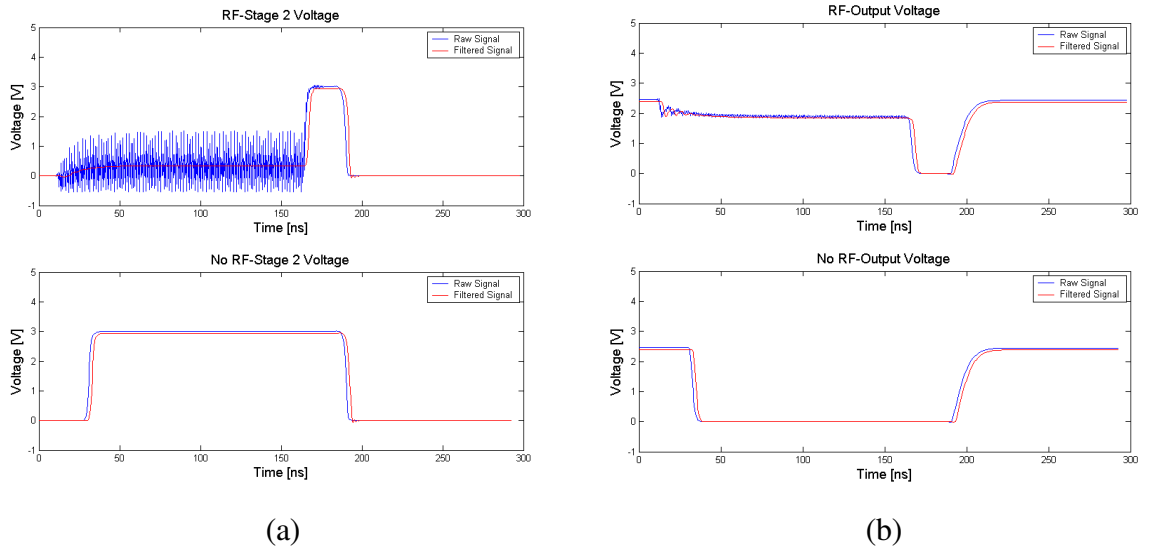 RF-Stage 2 Voltage
5
4
3
2
1
0
-1
Voltage [V]
Raw Signal
Filtered Signal
0 50 100 150 200 250 300
Time [ns]
No RF-Stage 2 Voltage
5
4
3
2
1
0
-1
Voltage [V]
Raw Signal
Filtered Signal
0 50 100 150 200 250 300
Time [ns]
(a)
RF-Output Voltage
5
4
3
2
1
0
-1
Voltage [V]
Raw Signal
Filtered Signal
0 50 100 150 200 250 300
Time [ns]
No RF-Output Voltage
5
4
3
2
1
0
-1
Voltage [V]
Raw Signal
Filtered Signal
0 50 100 150 200 250 300
Time [ns]
(b)